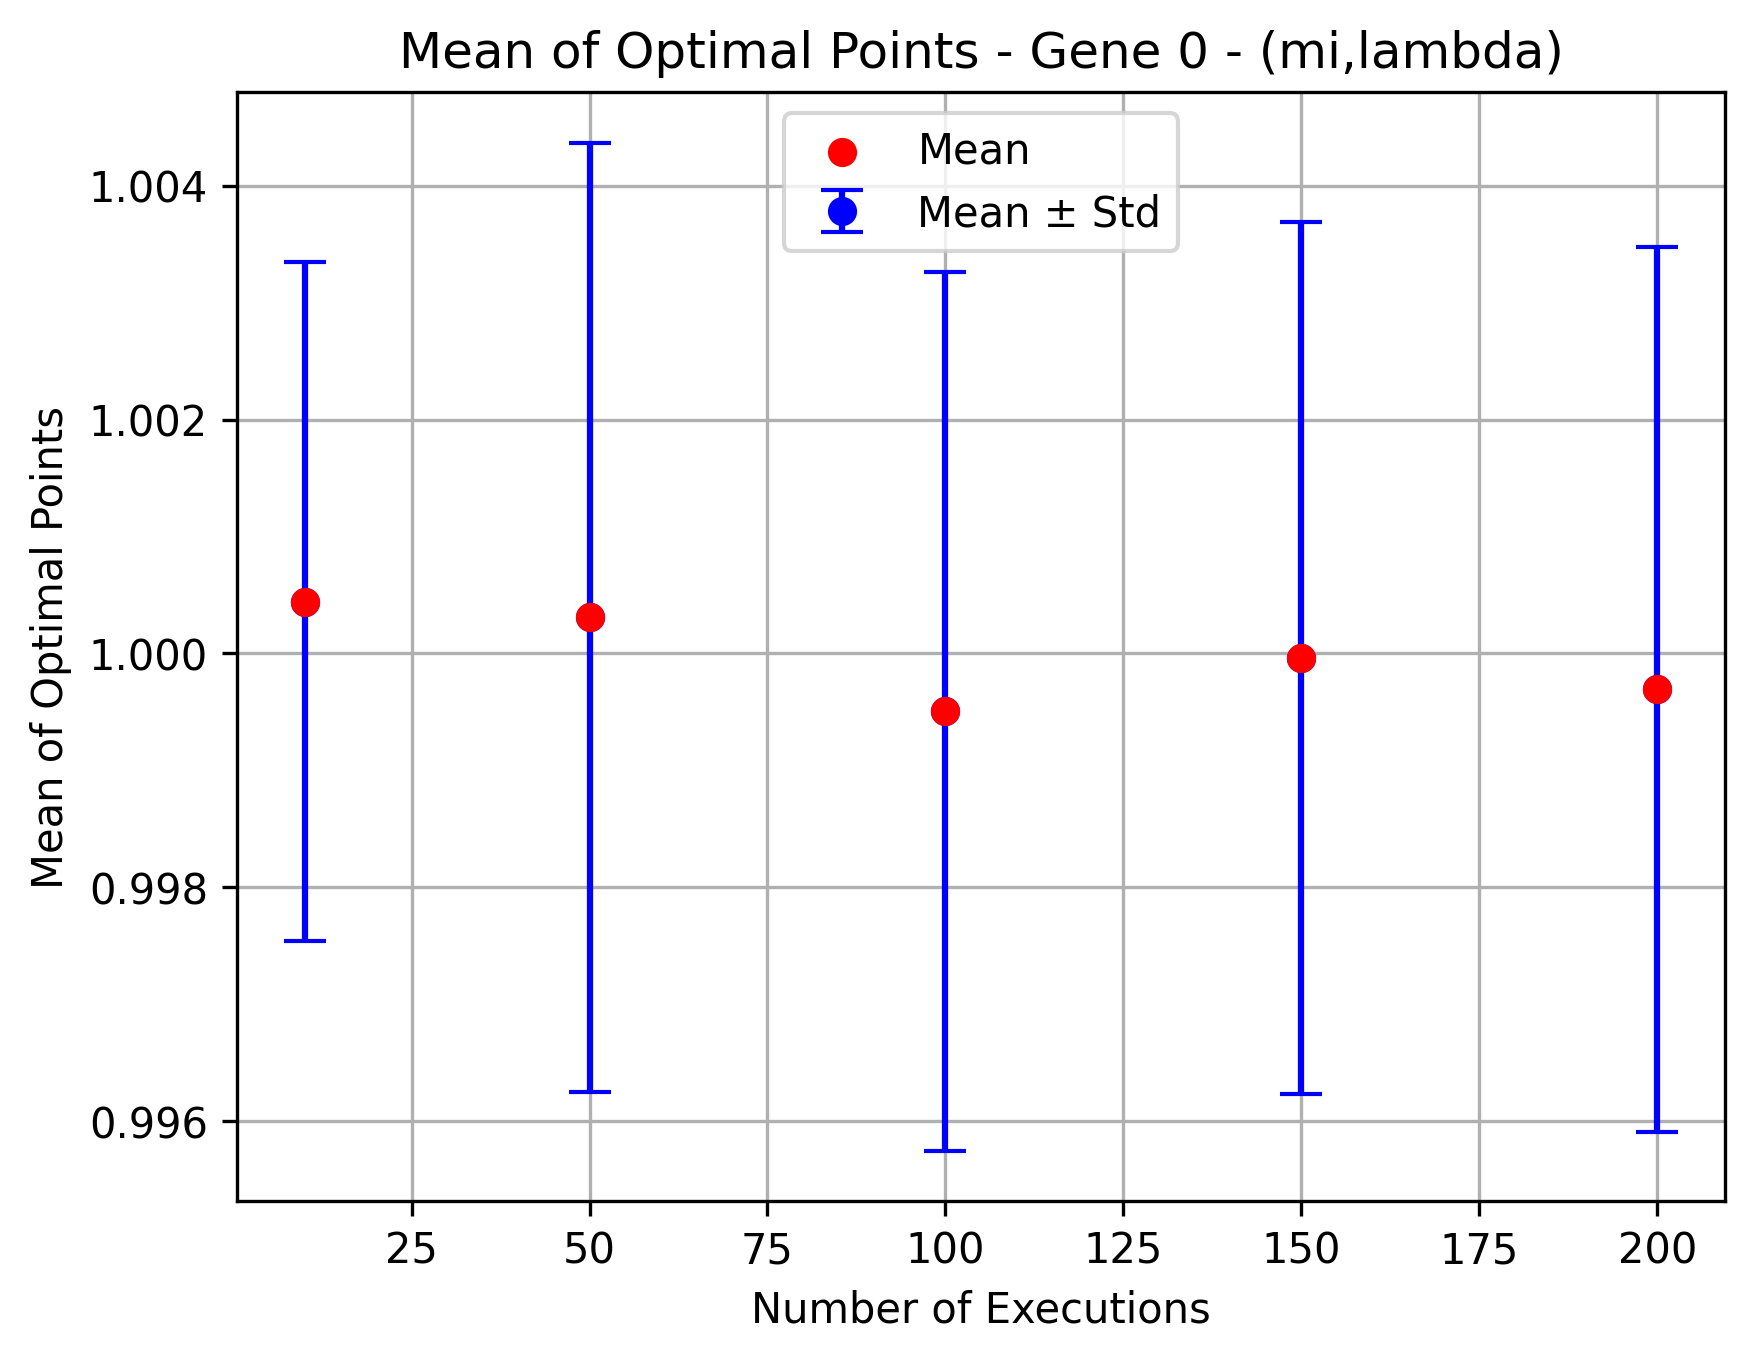 Mean of Optimal Points - Gene 0 - (mi,lambda)
Mean
Mean ± Std
Mean of Optimal Points
1.004
1.002
1.000
0.998
0.996
25 50 75 100 125 150 175 200
Number of Executions